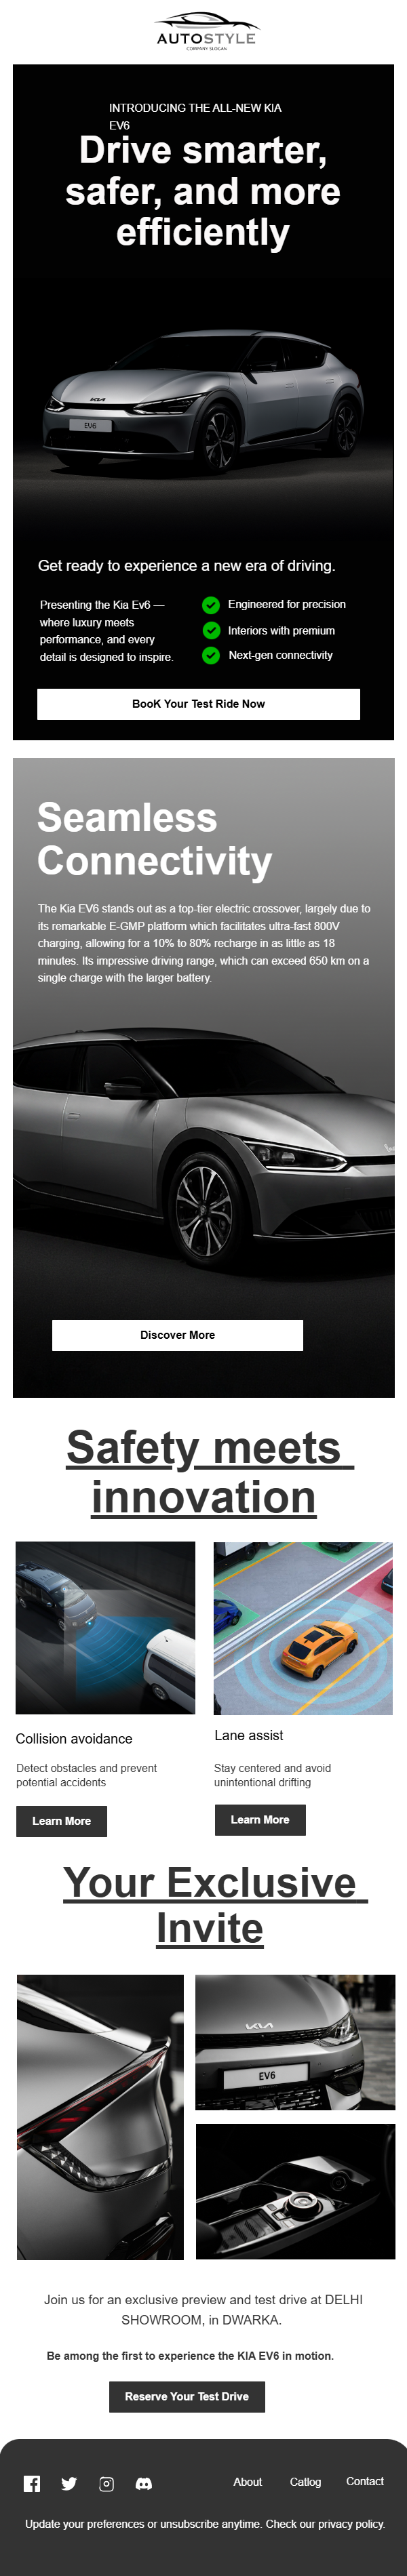 AUTOSTYLE
COMPANY SLOGAN
INTRODUCING THE ALL-NEW KIA
EV6
Drive smarter,
safer, and more
efficiently
KIA
EV6
Get ready to experience a new era of driving.
Presenting the Kia Ev6 —
where luxury meets
performance, and every
detail is designed to inspire.
Engineered for precision
Interiors with premium
Next-gen connectivity
BooK Your Test Ride Now
Seamless
Connectivity
The Kia EV6 stands out as a top-tier electric crossover, largely due to
its remarkable E-GMP platform which facilitates ultra-fast 800V
charging, allowing for a 10% to 80% recharge in as little as 18
minutes. Its impressive driving range, which can exceed 650 km on a
single charge with the larger battery.
Discover More
Safety meets
innovation
Collision avoidance
Detect obstacles and prevent
potential accidents
Learn More
Lane assist
Stay centered and avoid
unintentional drifting
Learn More
Your Exclusive
Invite
KIA
EV6
Join us for an exclusive preview and test drive at DELHI
SHOWROOM, in DWARKA.
Be among the first to experience the KIA EV6 in motion.
Reserve Your Test Drive
About
Catlog
Contact
Update your preferences or unsubscribe anytime. Check our privacy policy.